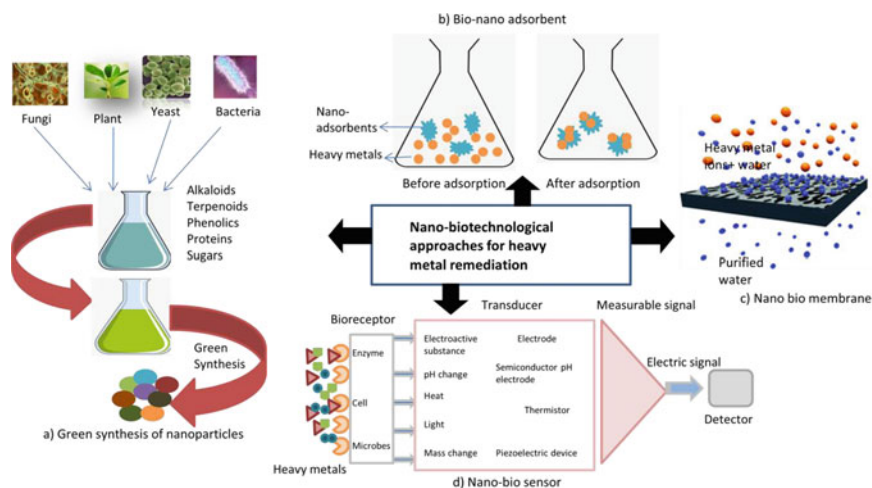 b) Bio-nano adsorbent
Fungi
Plant
Yeast
Bacteria
Alkaloids
Terpenoids
Phenolics
Proteins
Sugars
Green
Synthesis
a) Green synthesis of nanoparticles
Nano-
adsorbents
Heavy metals
Before adsorption
After adsorption
Heavy metal
ions+ water
Purified
water
c) Nano bio membrane
Nano-biotechnological
approaches for heavy
metal remediation
Transducer
Measurable signal
Bioreceptor
Enzyme
Cell
Microbes
Heavy metals
Electroactive
substance
pH change
Heat
Light
Mass change
Electrode
Semiconductor pH
electrode
Thermistor
Piezoelectric device
Electric signal
Detector
d) Nano-bio sensor